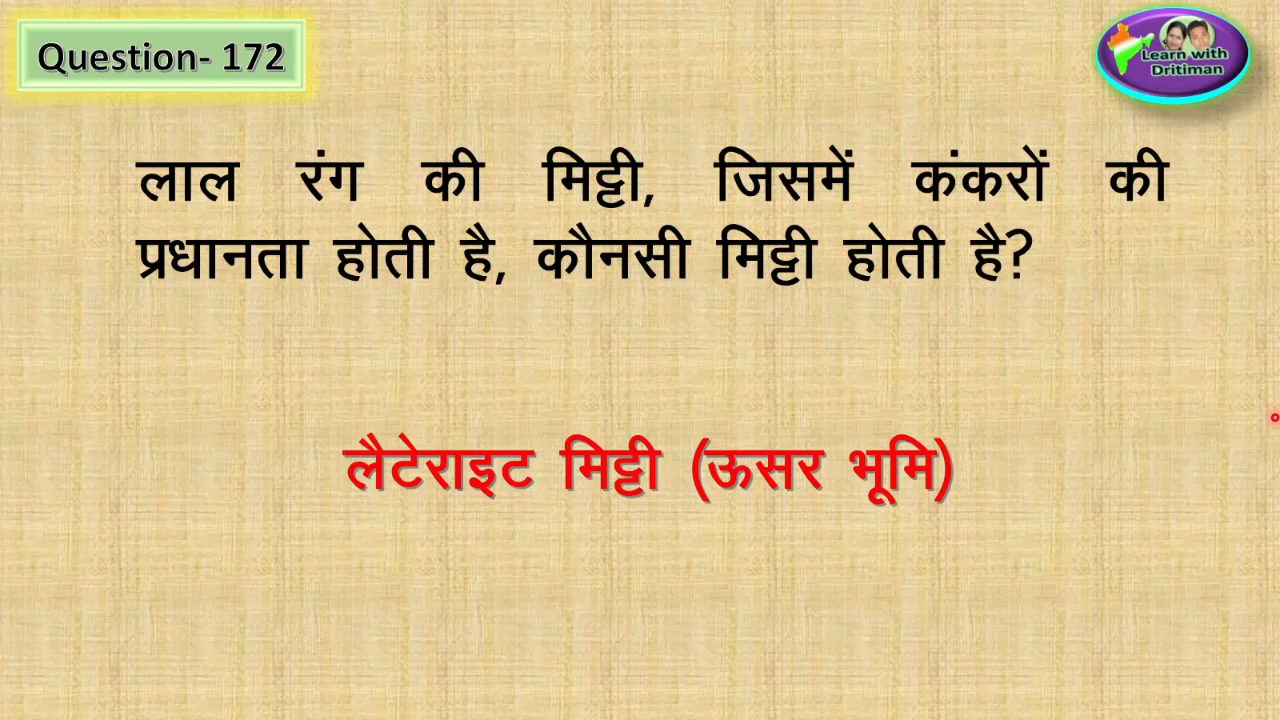 Question- 172
Learn with
Dritiman
लाल रंग की मिट्टी, जिसमें कंकरों की
प्रधानता होती है, कौनसी मिट्टी होती है?
लैटेराइट मिट्टी (ऊसर भूमि)